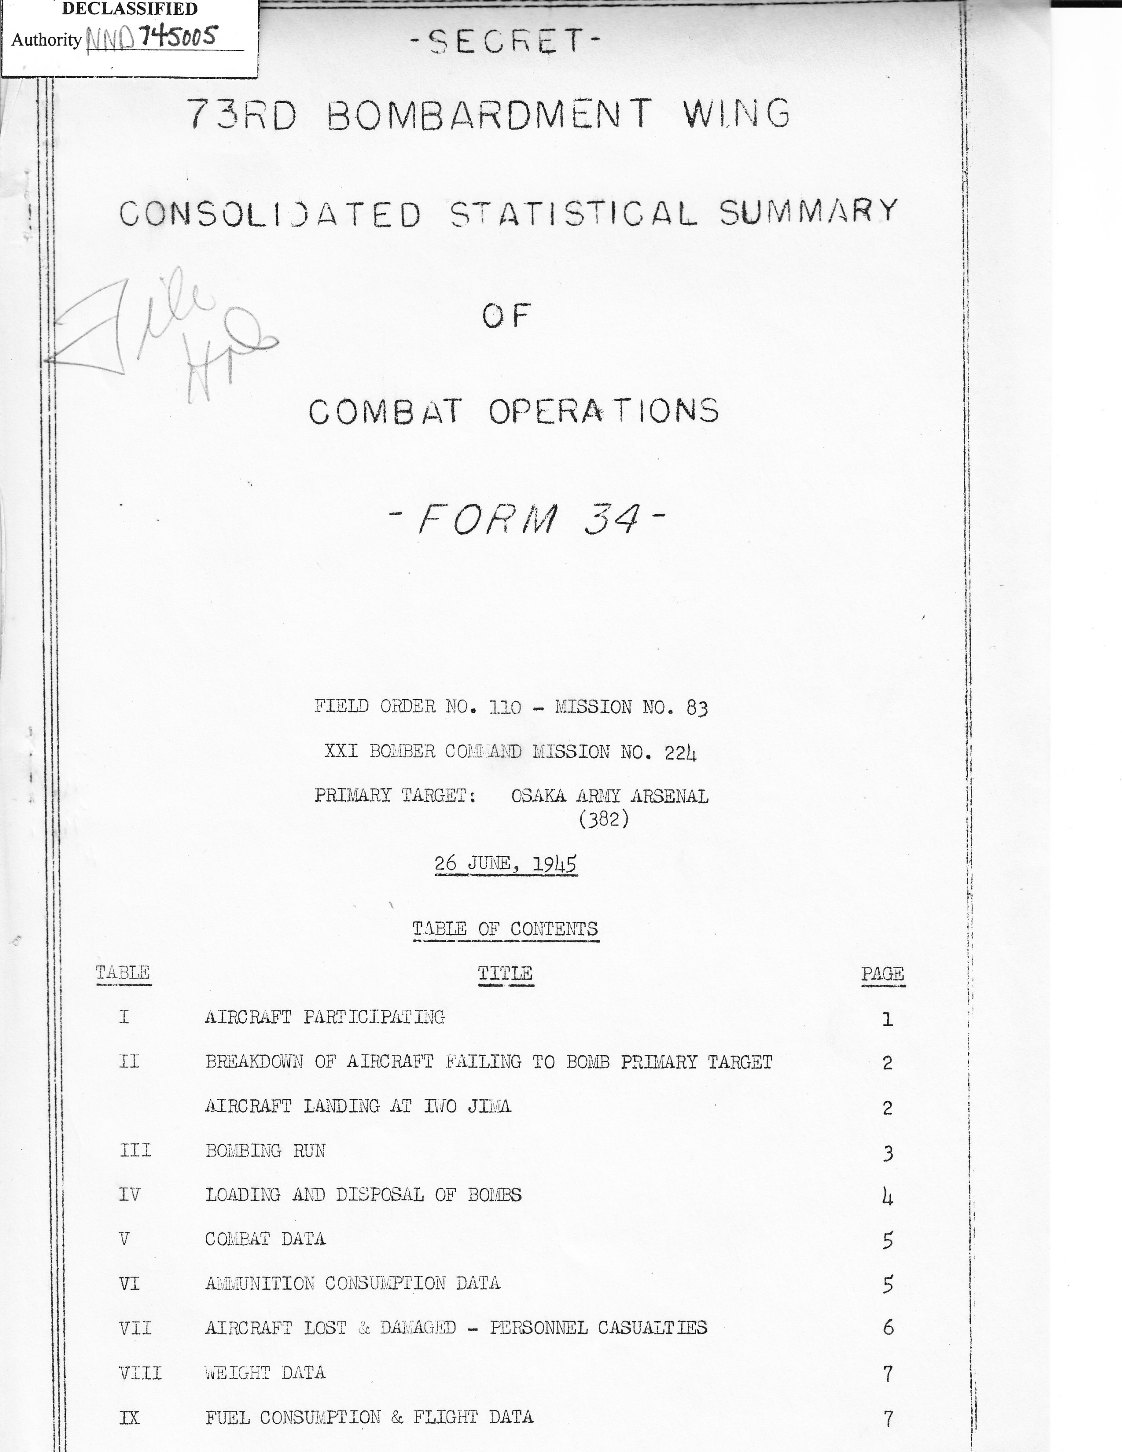 DECLASSIFIED
Authority NND 745005
-SECRET-
73RD BOMBARDMENT WING
CONSOLIDATED STATISTICAL SUMMARY
OF
COMBAT OPERATIONS
File
-FORM 34-
FIELD ORDER NO. 110 - MISSION NO. 83
XXI BOMBER COMMAND MISSION NO. 224
PRIMARY TARGET: OSAKA ARMY ARSENAL
(382)
26 JUNE, 1945
TABLE OF CONTENTS
TABLE TITLE PAGE
I AIRCRAFT PARTICIPATING 1
II BREAKDOWN OF AIRCRAFT FAILING TO BOMB PRIMARY TARGET 2
AIRCRAFT LANDING AT IWO JIMA 2
III BOMBING RUN 3
IV LOADING AND DISPOSAL OF BOMBS 4
V COMBAT DATA 5
VI AMMUNITION CONSUMPTION DATA 5
VII AIRCRAFT LOST & DAMAGED - PERSONNEL CASUALTIES 6
VIII WEIGHT DATA 7
IX FUEL CONSUMPTION & FLIGHT DATA 7